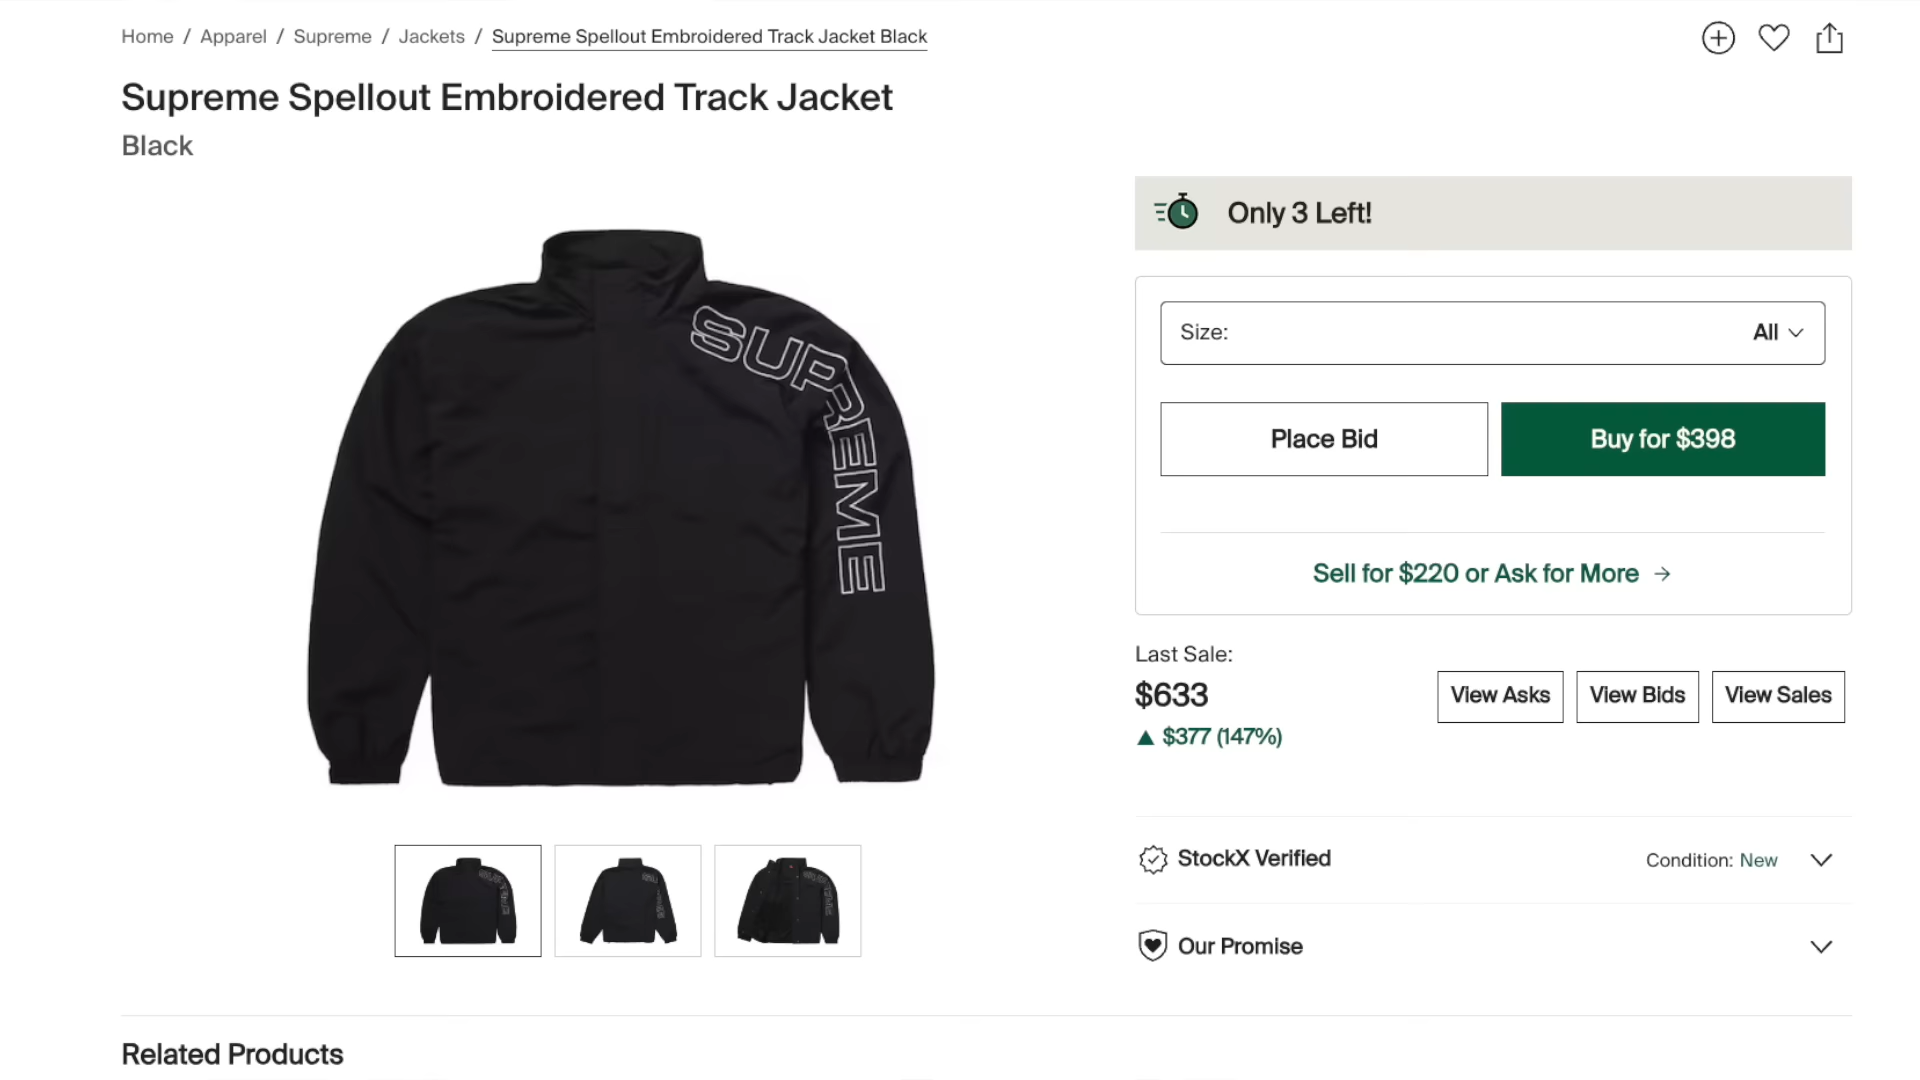 Home / Apparel / Supreme / Jackets / Supreme Spellout Embroidered Track Jacket Black
Supreme Spellout Embroidered Track Jacket
Black
Only 3 Left!
SUPREME
Size: All
Place Bid
Buy for $398
Sell for $220 or Ask for More →
Last Sale:
$633
▲ $377 (147%)
View Asks
View Bids
View Sales
StockX Verified
Condition: New
Our Promise
Related Products